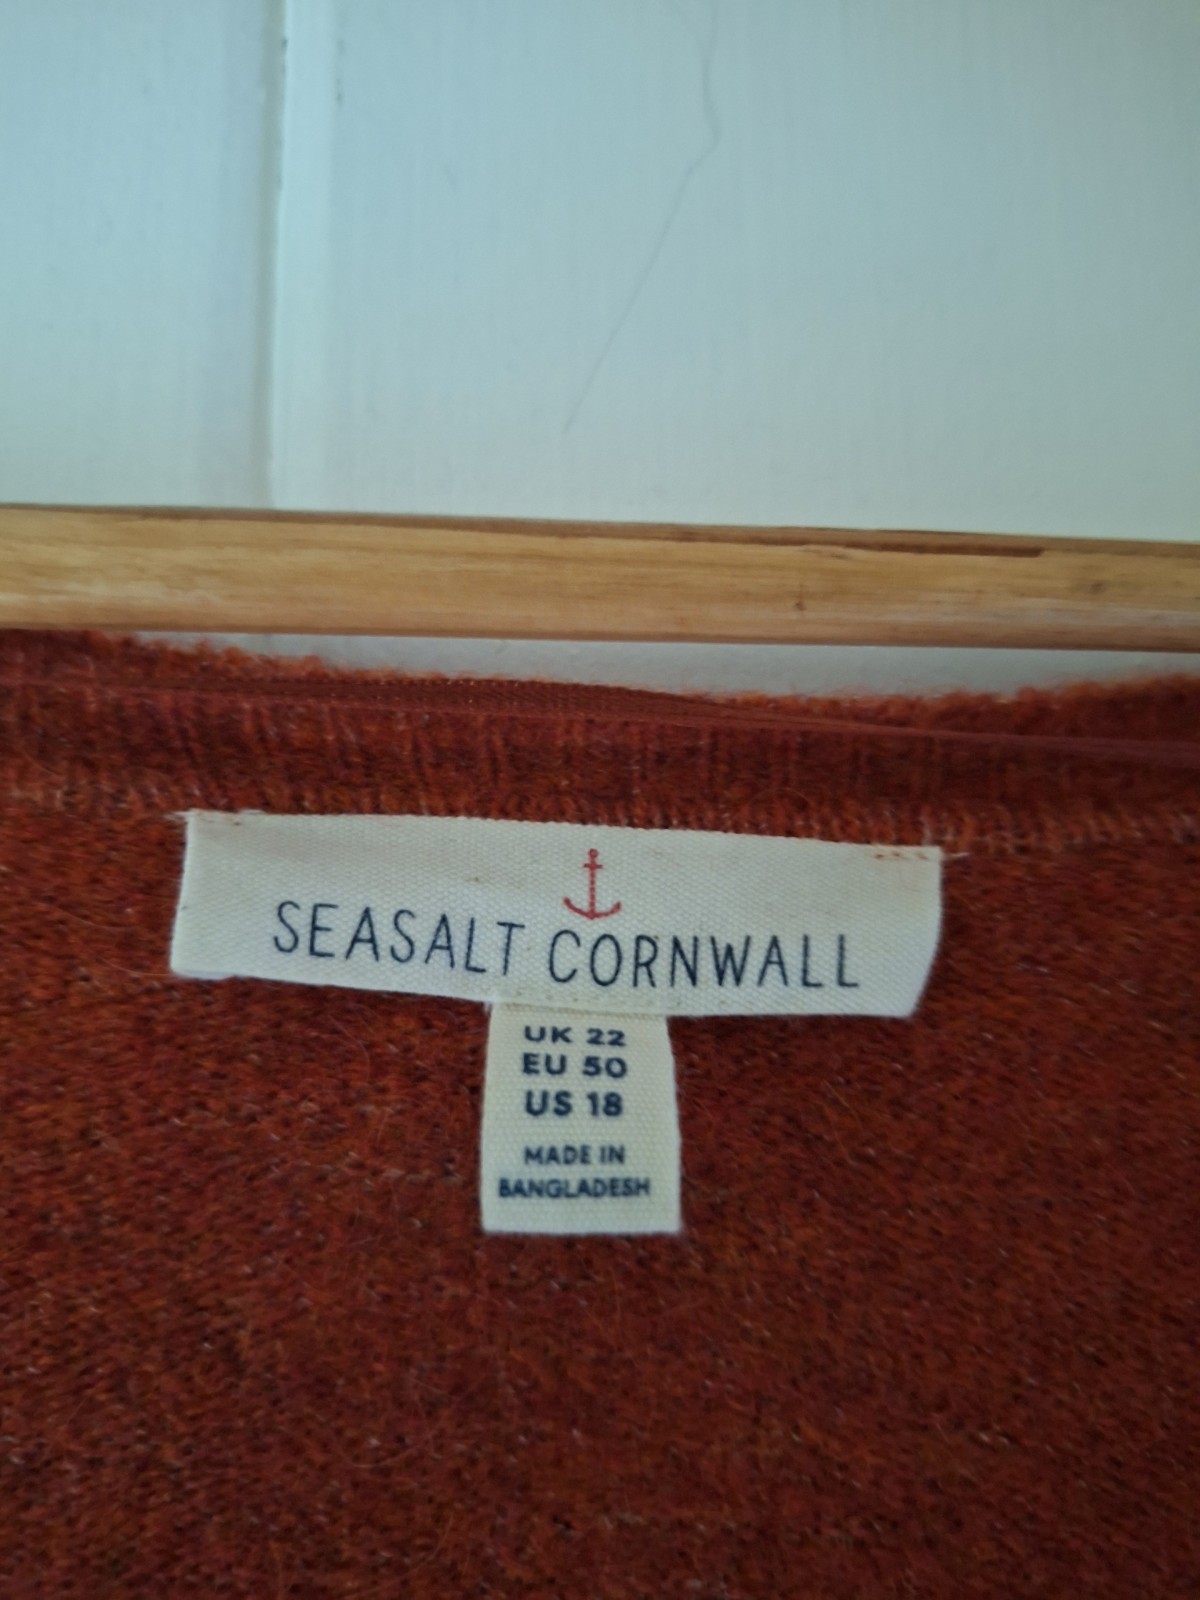 SEASALT CORNWALL
UK 22
EU 50
US 18
MADE IN
BANGLADESH